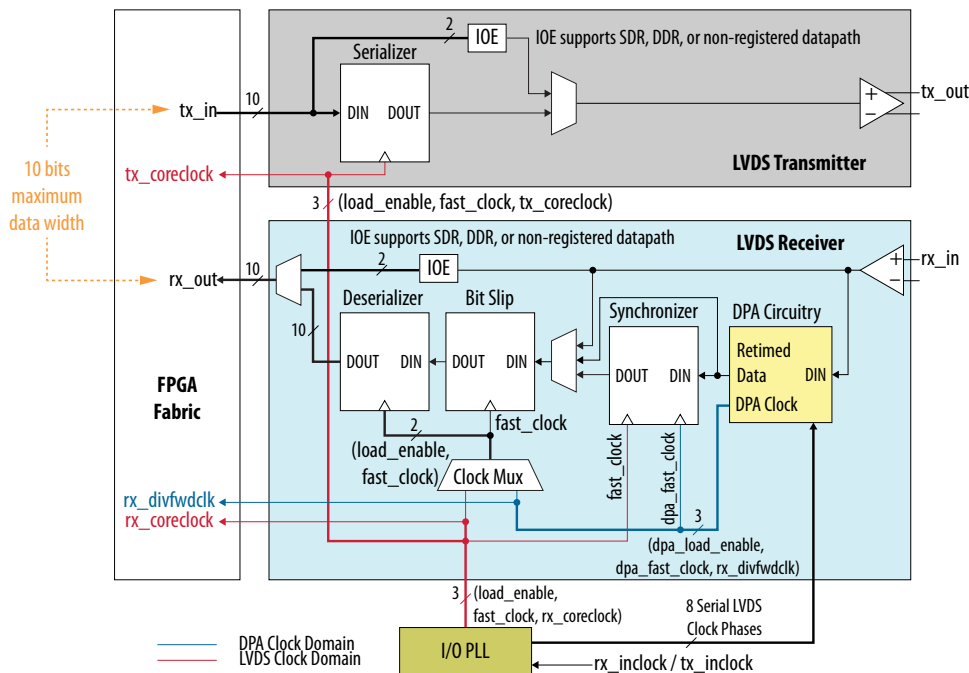 2
IOE
IOE supports SDR, DDR, or non-registered datapath
Serializer
tx_in
10
DIN
DOUT
+
−
tx_out
LVDS Transmitter
10 bits
maximum
data width
tx_coreclock
3
(load_enable, fast_clock, tx_coreclock)
IOE supports SDR, DDR, or non-registered datapath
LVDS Receiver
rx_out
10
2
IOE
+
−
rx_in
10
Deserializer
Bit Slip
Synchronizer
DPA Circuitry
DOUT
DIN
DOUT
DIN
DOUT
DIN
Retimed
Data
DIN
DPA Clock
FPGA
Fabric
2
fast_clock
(load_enable,
fast_clock)
Clock Mux
fast_clock
dpa_fast_clock
3
rx_divfwdclk
rx_coreclock
(dpa_load_enable,
dpa_fast_clock, rx_divfwdclk)
3
(load_enable,
fast_clock, rx_coreclock)
8 Serial LVDS
Clock Phases
DPA Clock Domain
LVDS Clock Domain
I/O PLL
rx_inclock / tx_inclock